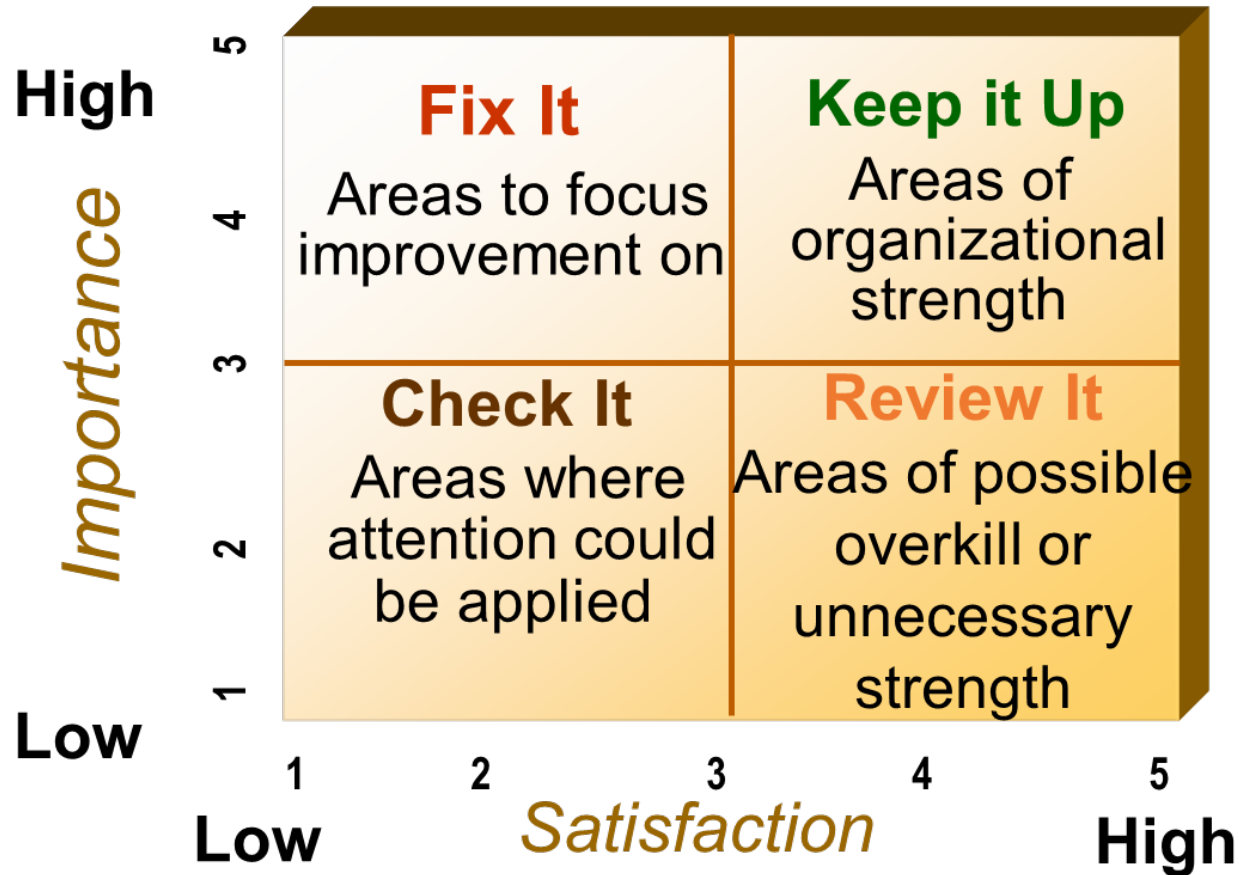 High
Importance
Low
5
4
3
2
1
Fix It
Areas to focus
improvement on
Keep it Up
Areas of
organizational
strength
Check It
Areas where
attention could
be applied
Review It
Areas of possible
overkill or
unnecessary
strength
1 2 3 4 5
Low Satisfaction High